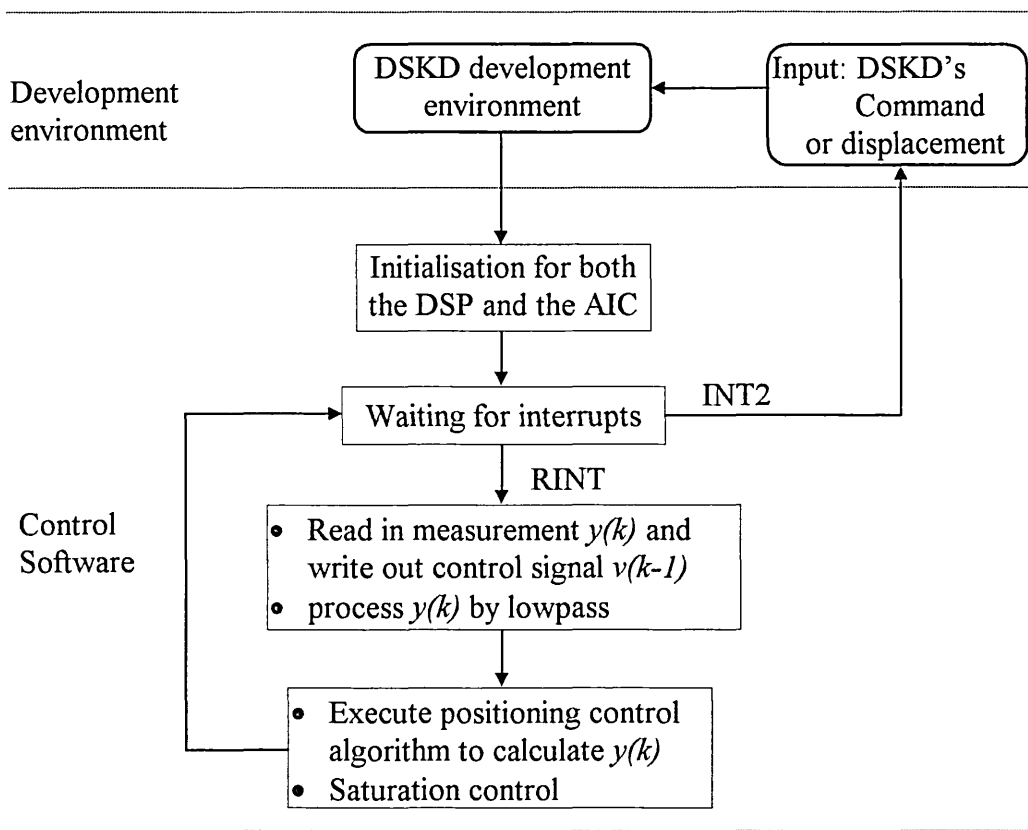 Development
environment
DSKD development
environment
Input: DSKD's
Command
or displacement
Initialisation for both
the DSP and the AIC
Waiting for interrupts
INT2
RINT
Control
Software
• Read in measurement y(k) and
write out control signal v(k-1)
• process y(k) by lowpass
• Execute positioning control
algorithm to calculate y(k)
• Saturation control